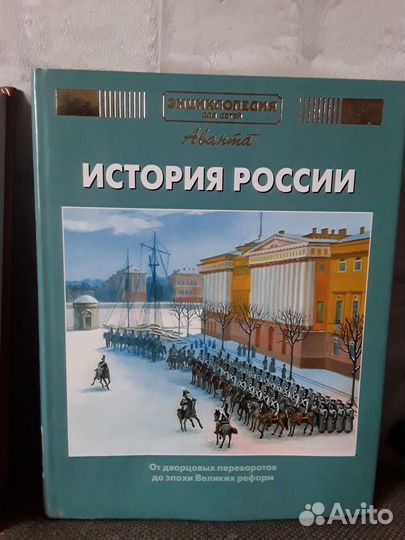 ЭНЦИКЛОПЕДИЯ
ДЛЯ ДЕТЕЙ
Аванта
ИСТОРИЯ РОССИИ
От дворцовых переворотов
до эпохи Великих реформ
Avito